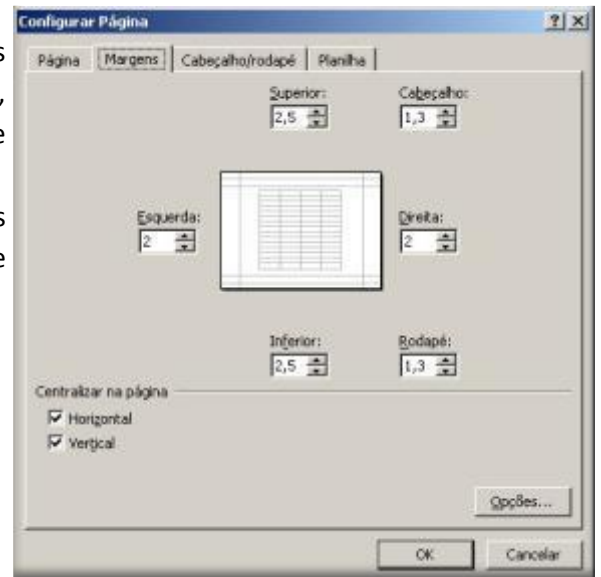 Configurar Página ? X
s
Página Margens Cabeçalho/rodapé Planilha
,
Superior: Cabeçalho:
2,5 1,3
e
s
Esquerda: Direita:
2 2
e
Inferior: Rodapé:
2,5 1,3
Centralizar na página
Horizontal
Vertical
Opções...
OK Cancelar